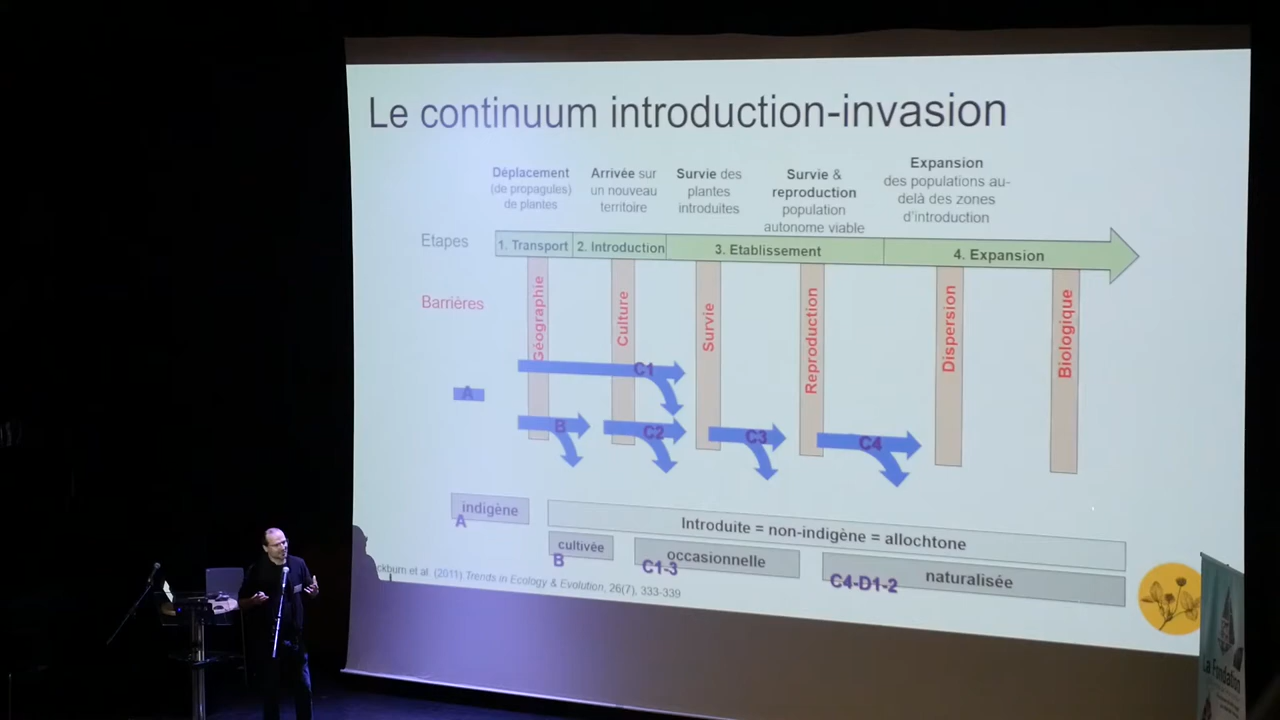 Le continuum introduction-invasion
Déplacement
(de propagules)
de plantes
Arrivée sur
un nouveau
territoire
Survie des
plantes
introduites
Survie &
reproduction
population
autonome viable
Expansion
des populations au-
delà des zones
d'introduction
Etapes
1. Transport
2. Introduction
3. Etablissement
4. Expansion
Barrières
Géographie
Culture
Survie
Reproduction
Dispersion
Biologique
C1
A
B
C2
C3
C4
indigène
A
Introduite = non-indigène = allochtone
cultivée
B
occasionnelle
C1-3
naturalisée
C4-D1-2
et al. (2011) Trends in Ecology & Evolution, 26(7), 333-339
La Fondation